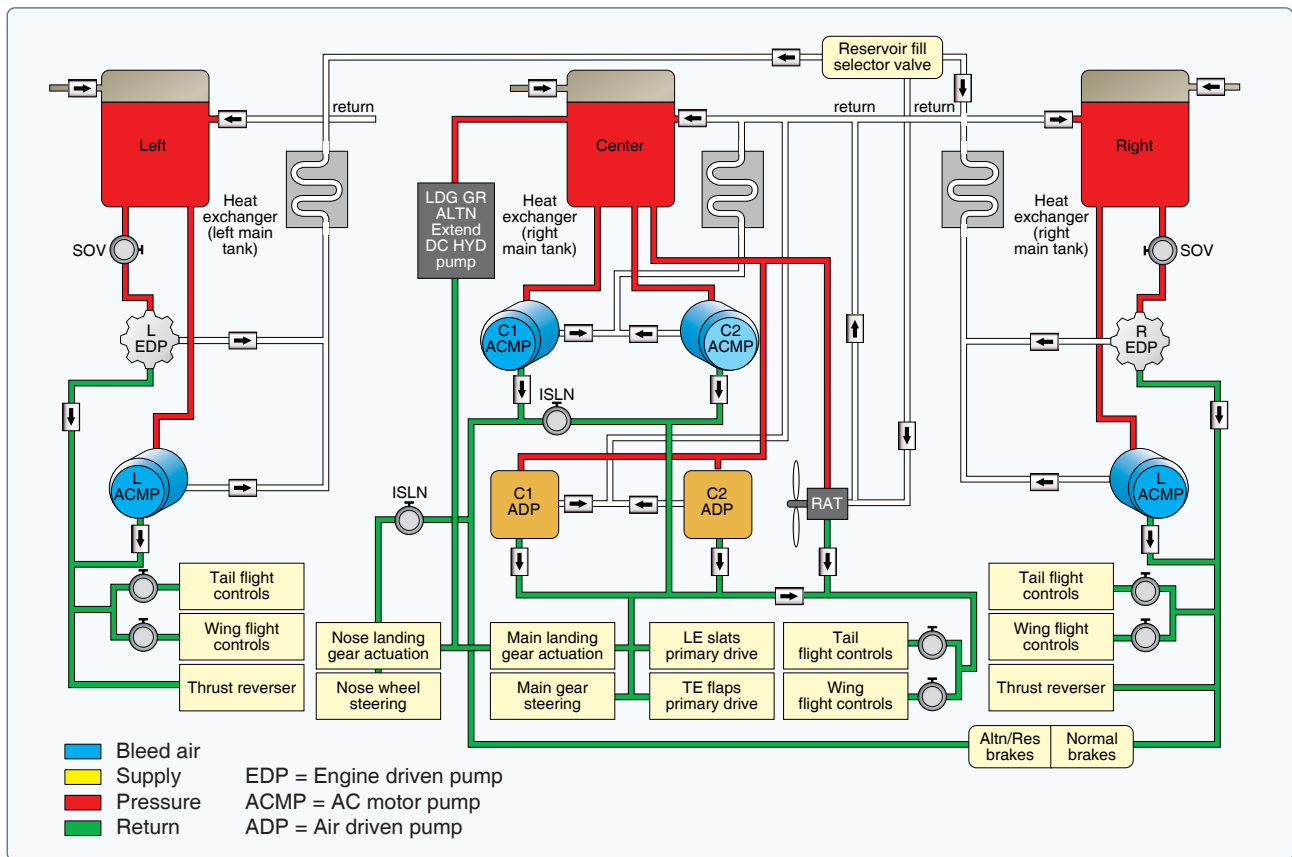 Reservoir fill
selector valve
return
return
return
Left
Center
Right
Heat
exchanger
(left main
tank)
LDG GR
ALTN
Extend
DC HYD
pump
Heat
exchanger
(right
main tank)
Heat
exchanger
(right
main tank)
SOV
SOV
L
EDP
C1
ACMP
C2
ACMP
R
EDP
ISLN
L
ACMP
ISLN
C1
ADP
C2
ADP
RAT
L
ACMP
Tail flight
controls
Wing flight
controls
Thrust reverser
Nose landing
gear actuation
Nose wheel
steering
Main landing
gear actuation
Main gear
steering
LE slats
primary drive
TE flaps
primary drive
Tail
flight controls
Wing
flight controls
Tail flight
controls
Wing flight
controls
Thrust reverser
Altn/Res
brakes
Normal
brakes
Bleed air
Supply
Pressure
Return
EDP = Engine driven pump
ACMP = AC motor pump
ADP = Air driven pump